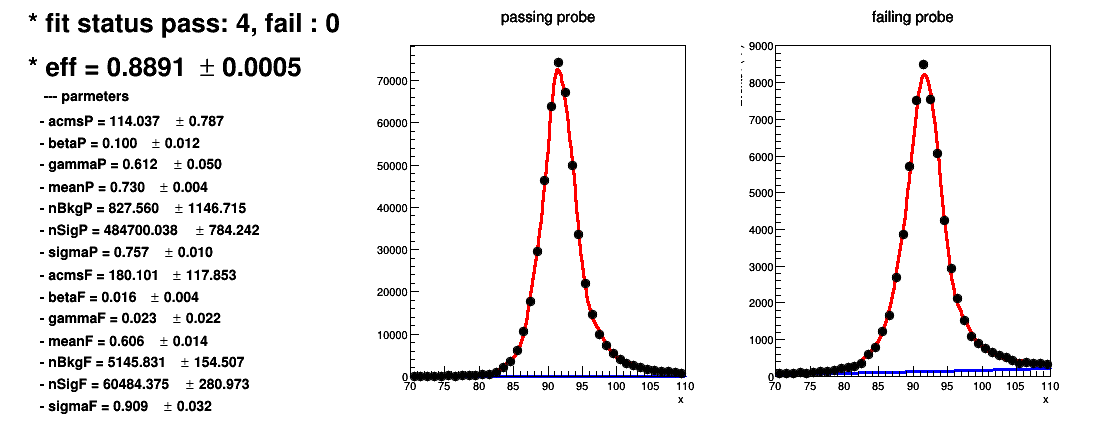 * fit status pass: 4, fail : 0
* eff = 0.8891 ± 0.0005
--- parmeters
- acmsP = 114.037 ± 0.787
- betaP = 0.100 ± 0.012
- gammaP = 0.612 ± 0.050
- meanP = 0.730 ± 0.004
- nBkgP = 827.560 ± 1146.715
- nSigP = 484700.038 ± 784.242
- sigmaP = 0.757 ± 0.010
- acmsF = 180.101 ± 117.853
- betaF = 0.016 ± 0.004
- gammaF = 0.023 ± 0.022
- meanF = 0.606 ± 0.014
- nBkgF = 5145.831 ± 154.507
- nSigF = 60484.375 ± 280.973
- sigmaF = 0.909 ± 0.032
passing probe
70000
60000
50000
40000
30000
20000
10000
0
70 75 80 85 90 95 100 105 110
x
failing probe
9000
8000
7000
6000
5000
4000
3000
2000
1000
0
70 75 80 85 90 95 100 105 110
x